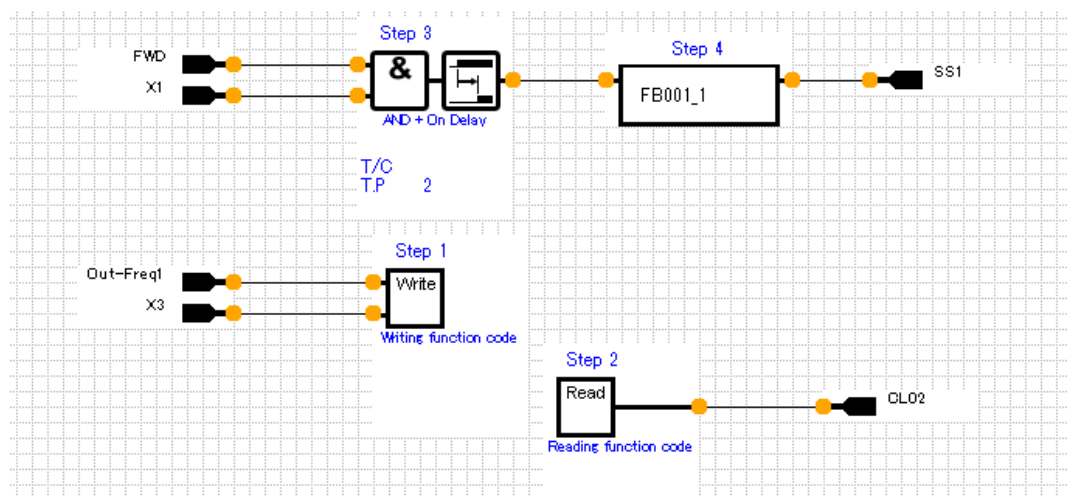 Step 3
FWD
X1
&
AND + On Delay
T/C
T.P 2
Step 4
FB001_1
SS1
Step 1
Out-Freq1
X3
Write
Writing function code
Step 2
Read
CLO2
Reading function code